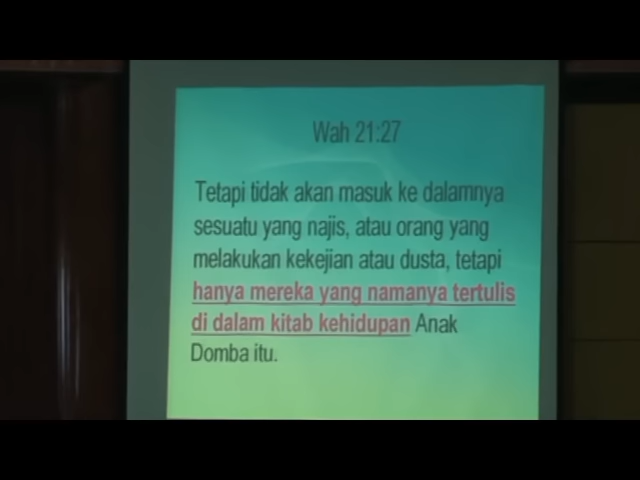 Wah 21:27
Tetapi tidak akan masuk ke dalamnya
sesuatu yang najis, atau orang yang
melakukan kekejian atau dusta, tetapi
hanya mereka yang namanya tertulis
di dalam kitab kehidupan Anak
Domba itu.